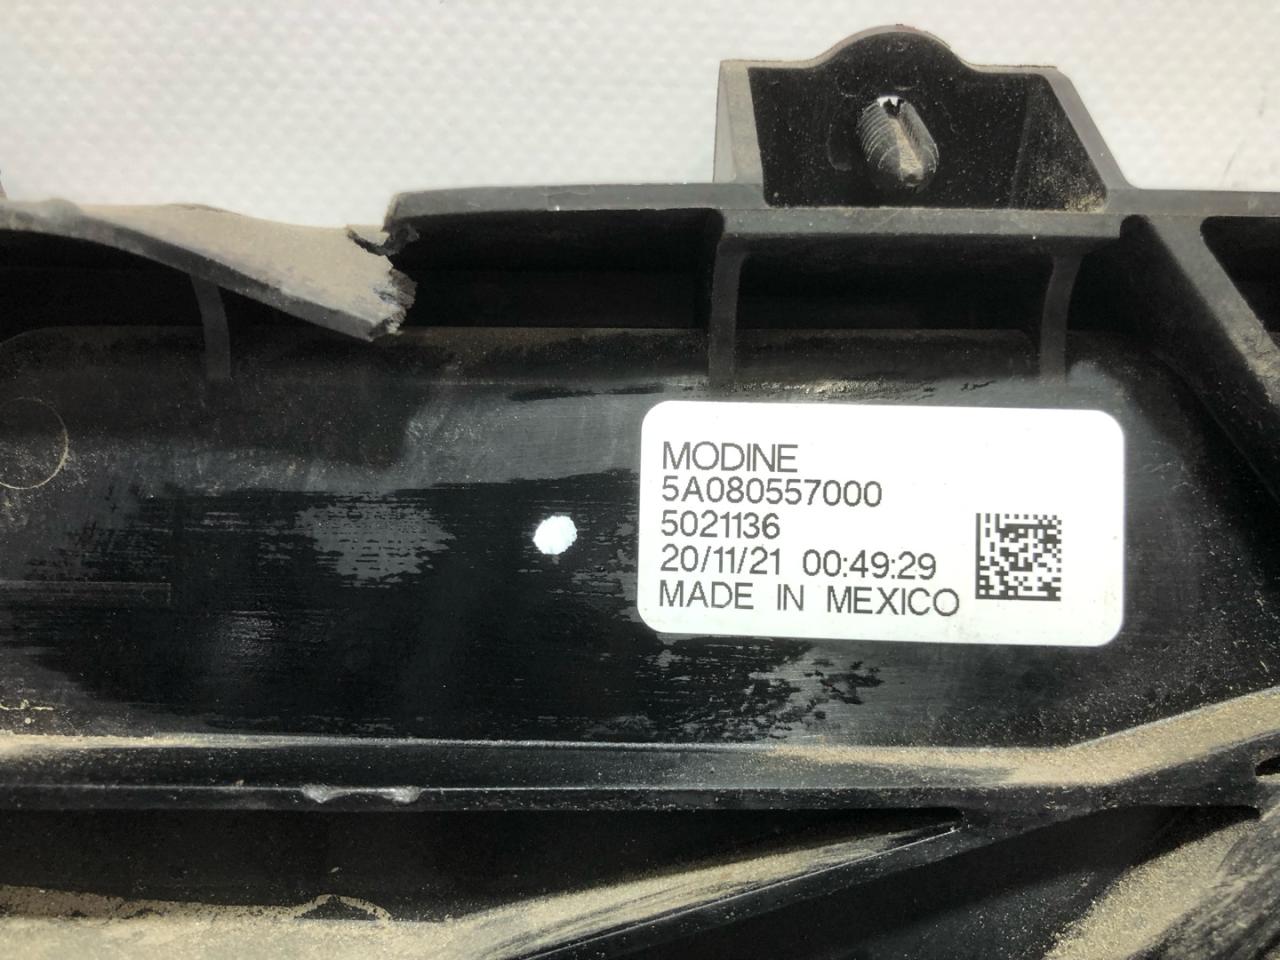 MODINE
5A080557000
5021136
20/11/21 00:49:29
MADE IN MEXICO